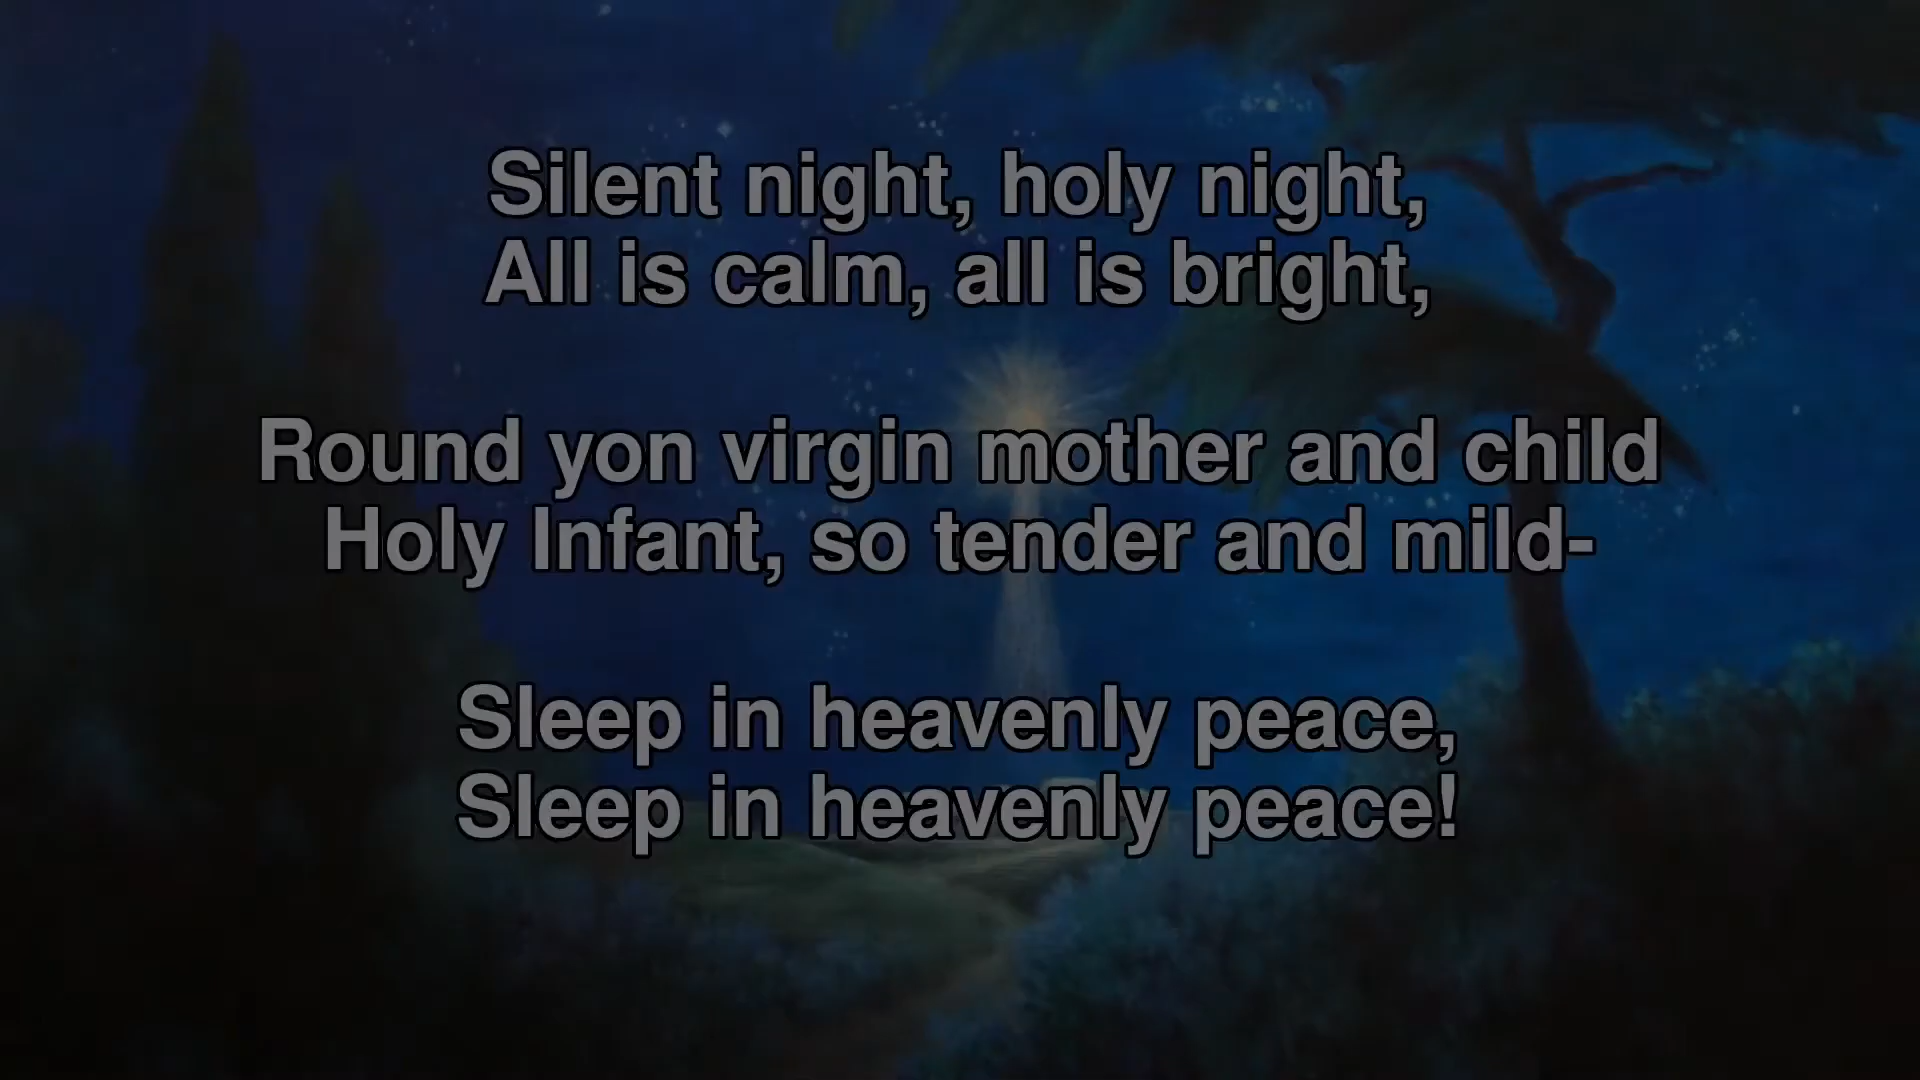 Silent night, holy night,
All is calm, all is bright,
Round yon virgin mother and child
Holy Infant, so tender and mild-
Sleep in heavenly peace,
Sleep in heavenly peace!